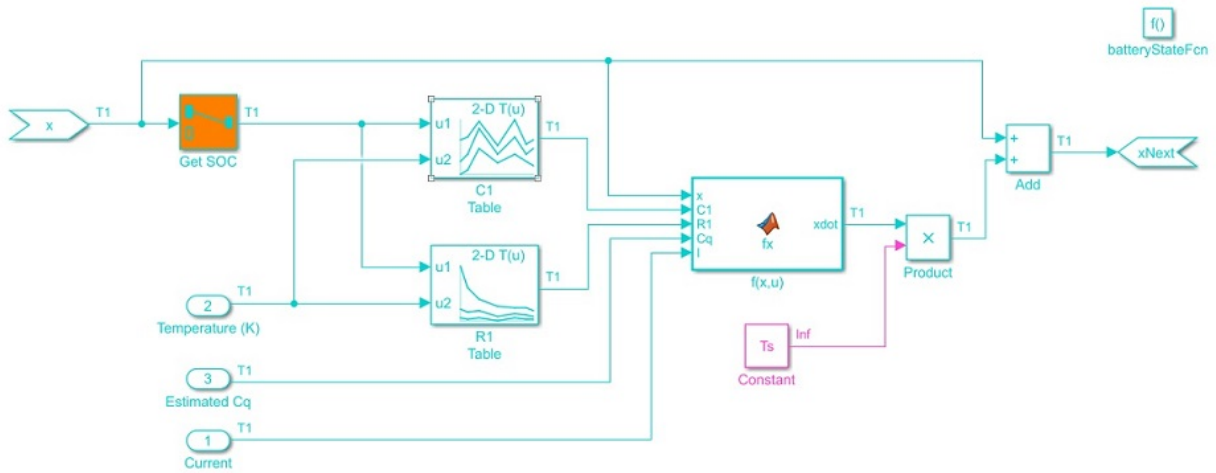 f()
batteryStateFcn
x
T1
Get SOC
T1
2-D T(u)
u1
u2
T1
C1
Table
+
+
T1
Add
xNext
x
C1
R1
Cq
I
fx
xdot
T1
f(x,u)
×
T1
Product
2-D T(u)
u1
u2
T1
R1
Table
2
T1
Temperature (K)
Ts
Inf
Constant
3
T1
Estimated Cq
1
T1
Current